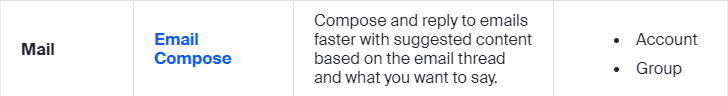 Mail
Email
Compose
Compose and reply to emails
faster with suggested content
based on the email thread
and what you want to say.
Account
Group